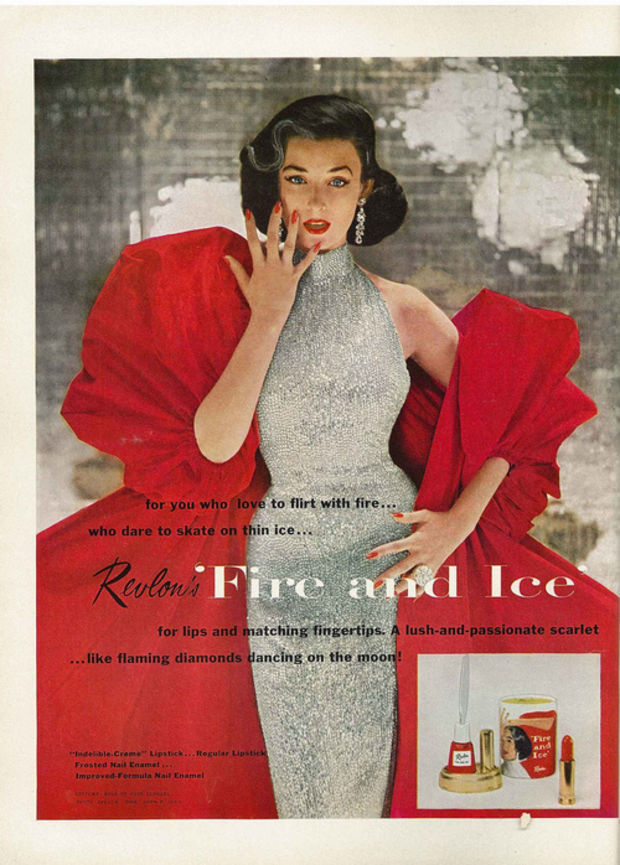 for you who love to flirt with fire...
who dare to skate on thin ice...
Revlon's 'Fire and Ice'
for lips and matching fingertips. A lush-and-passionate scarlet
...like flaming diamonds dancing on the moon!
"Indelible-Creme" Lipstick... Regular Lipstick
Frosted Nail Enamel...
Improved-Formula Nail Enamel
'Fire
and
Ice'
Revlon
Revlon